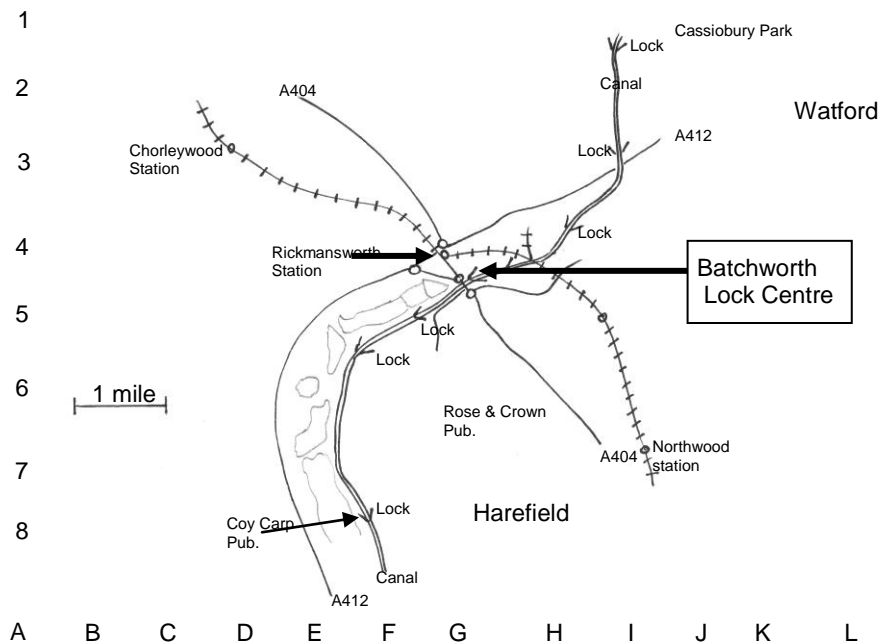 1
Lock
Cassiobury Park
2
A404
Canal
Watford
Chorleywood
Station
3
Lock
A412
4
Rickmansworth
Station
Lock
Batchworth
Lock Centre
5
Lock
Lock
6
1 mile
Rose & Crown
Pub.
A404
Northwood
station
7
Lock
Harefield
8
Coy Carp
Pub.
Canal
A412
A B C D E F G H I J K L